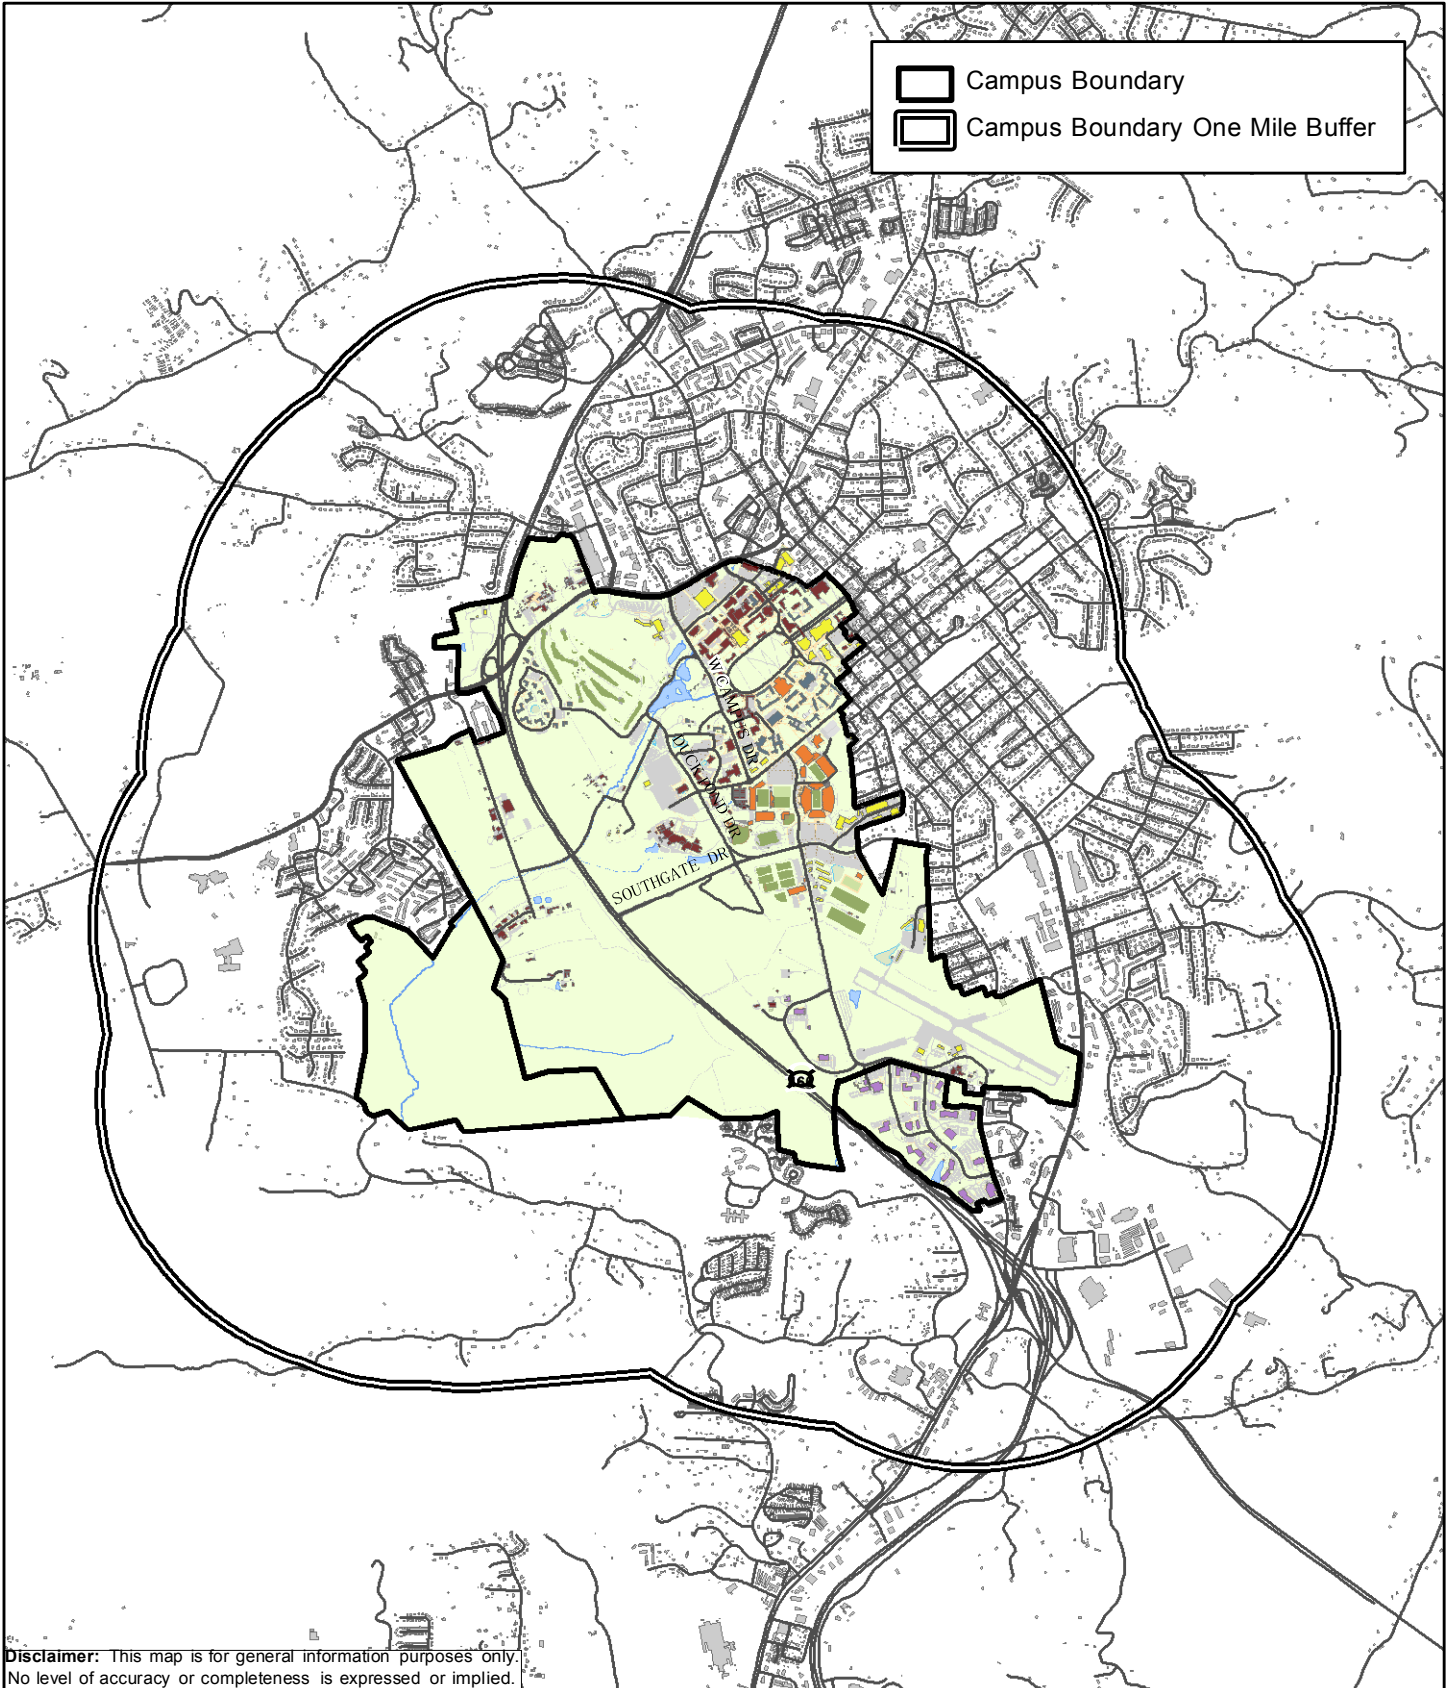 Campus Boundary
Campus Boundary One Mile Buffer
W CAMPUS DR
DUCK POND DR
SOUTHGATE DR
Disclaimer: This map is for general information purposes only.
No level of accuracy or completeness is expressed or implied.